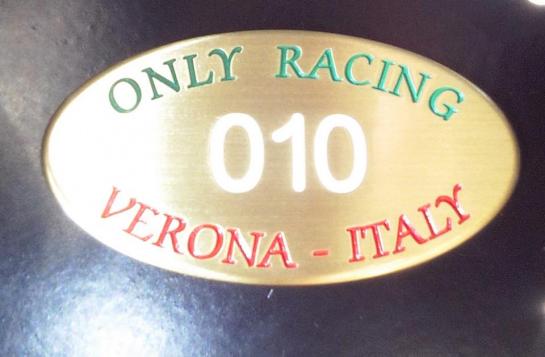 ONLY RACING
010
VERONA - ITALY